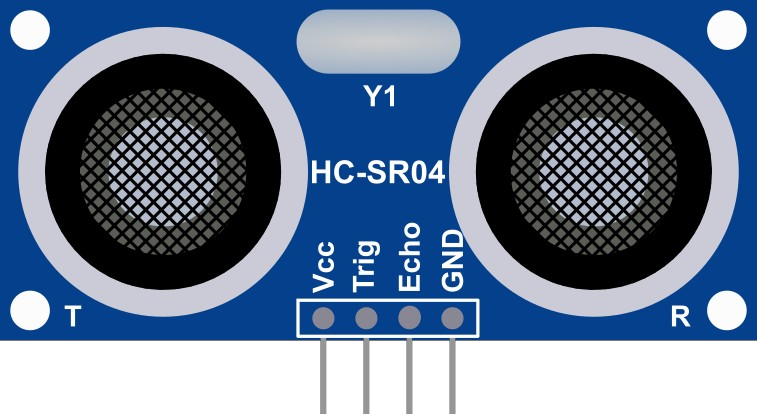 Y1
HC-SR04
Vcc
Trig
Echo
GND
T
R